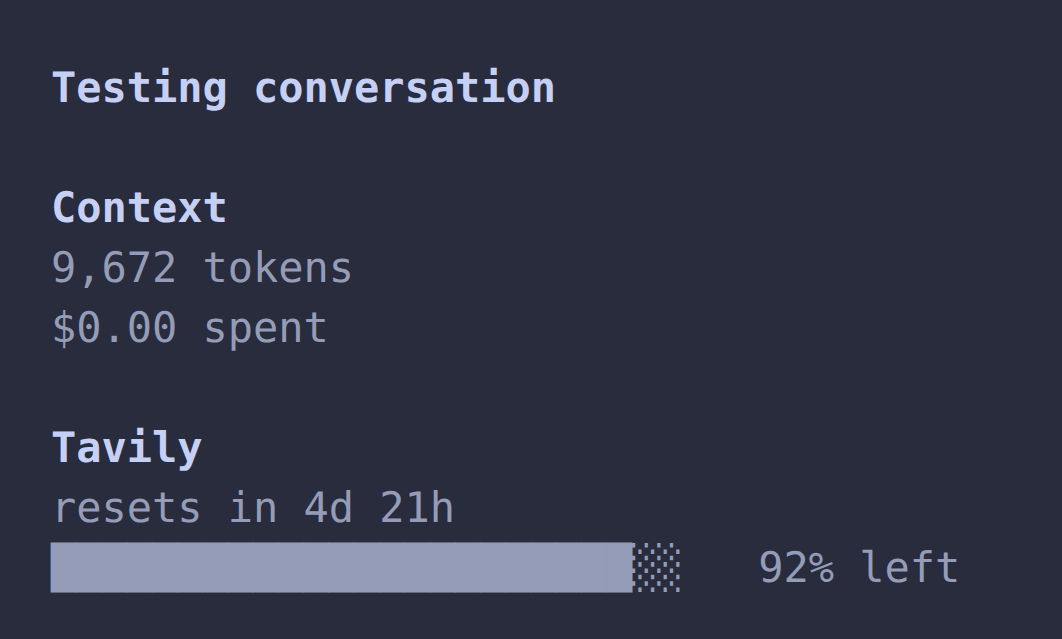 Testing conversation
Context
9,672 tokens
$0.00 spent
Tavily
resets in 4d 21h
92% left